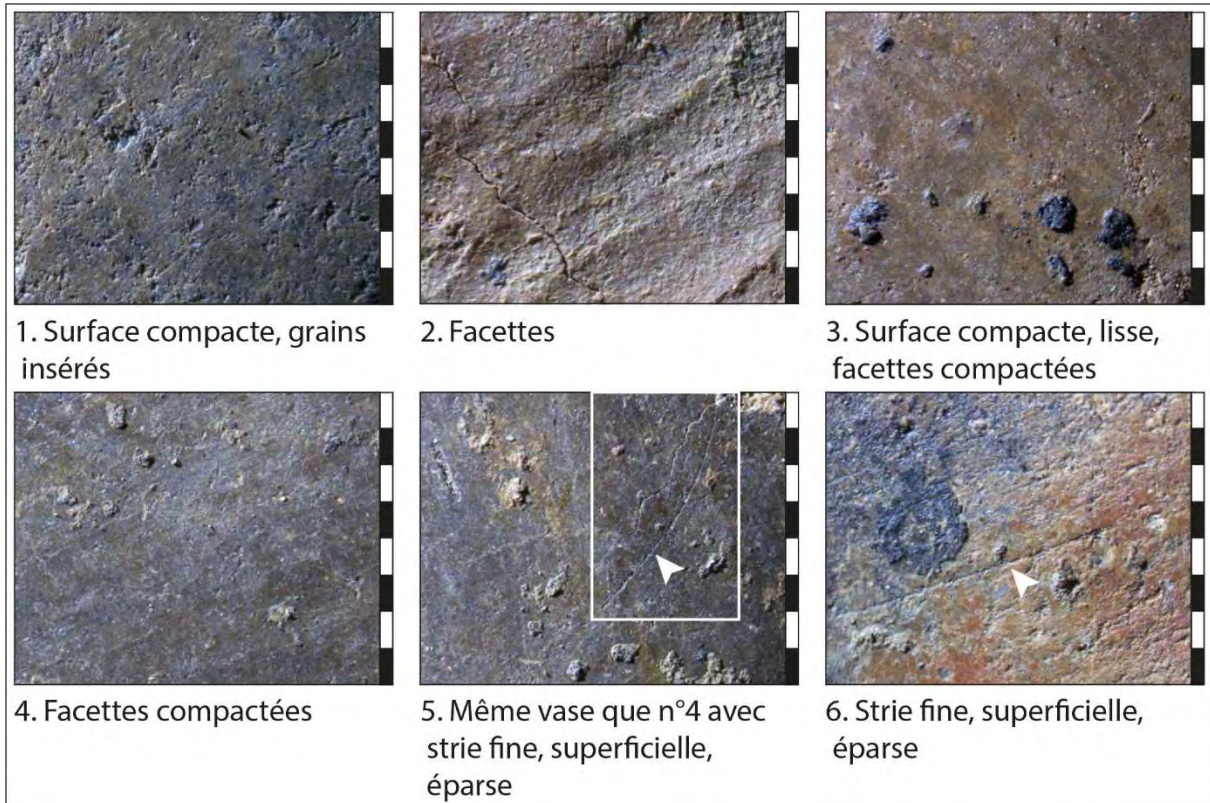 1. Surface compacte, grains
insérés
2. Facettes
3. Surface compacte, lisse,
facettes compactées
4. Facettes compactées
5. Même vase que n°4 avec
strie fine, superficielle,
éparse
6. Strie fine, superficielle,
éparse